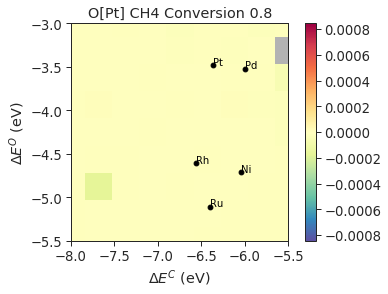 O[Pt] CH4 Conversion 0.8
−3.0
−3.5
−4.0
−4.5
−5.0
−5.5
ΔE^O (eV)
Pt
Pd
Rh
Ni
Ru
−8.0 −7.5 −7.0 −6.5 −6.0 −5.5
ΔE^C (eV)
0.0008
0.0006
0.0004
0.0002
0.0000
−0.0002
−0.0004
−0.0006
−0.0008